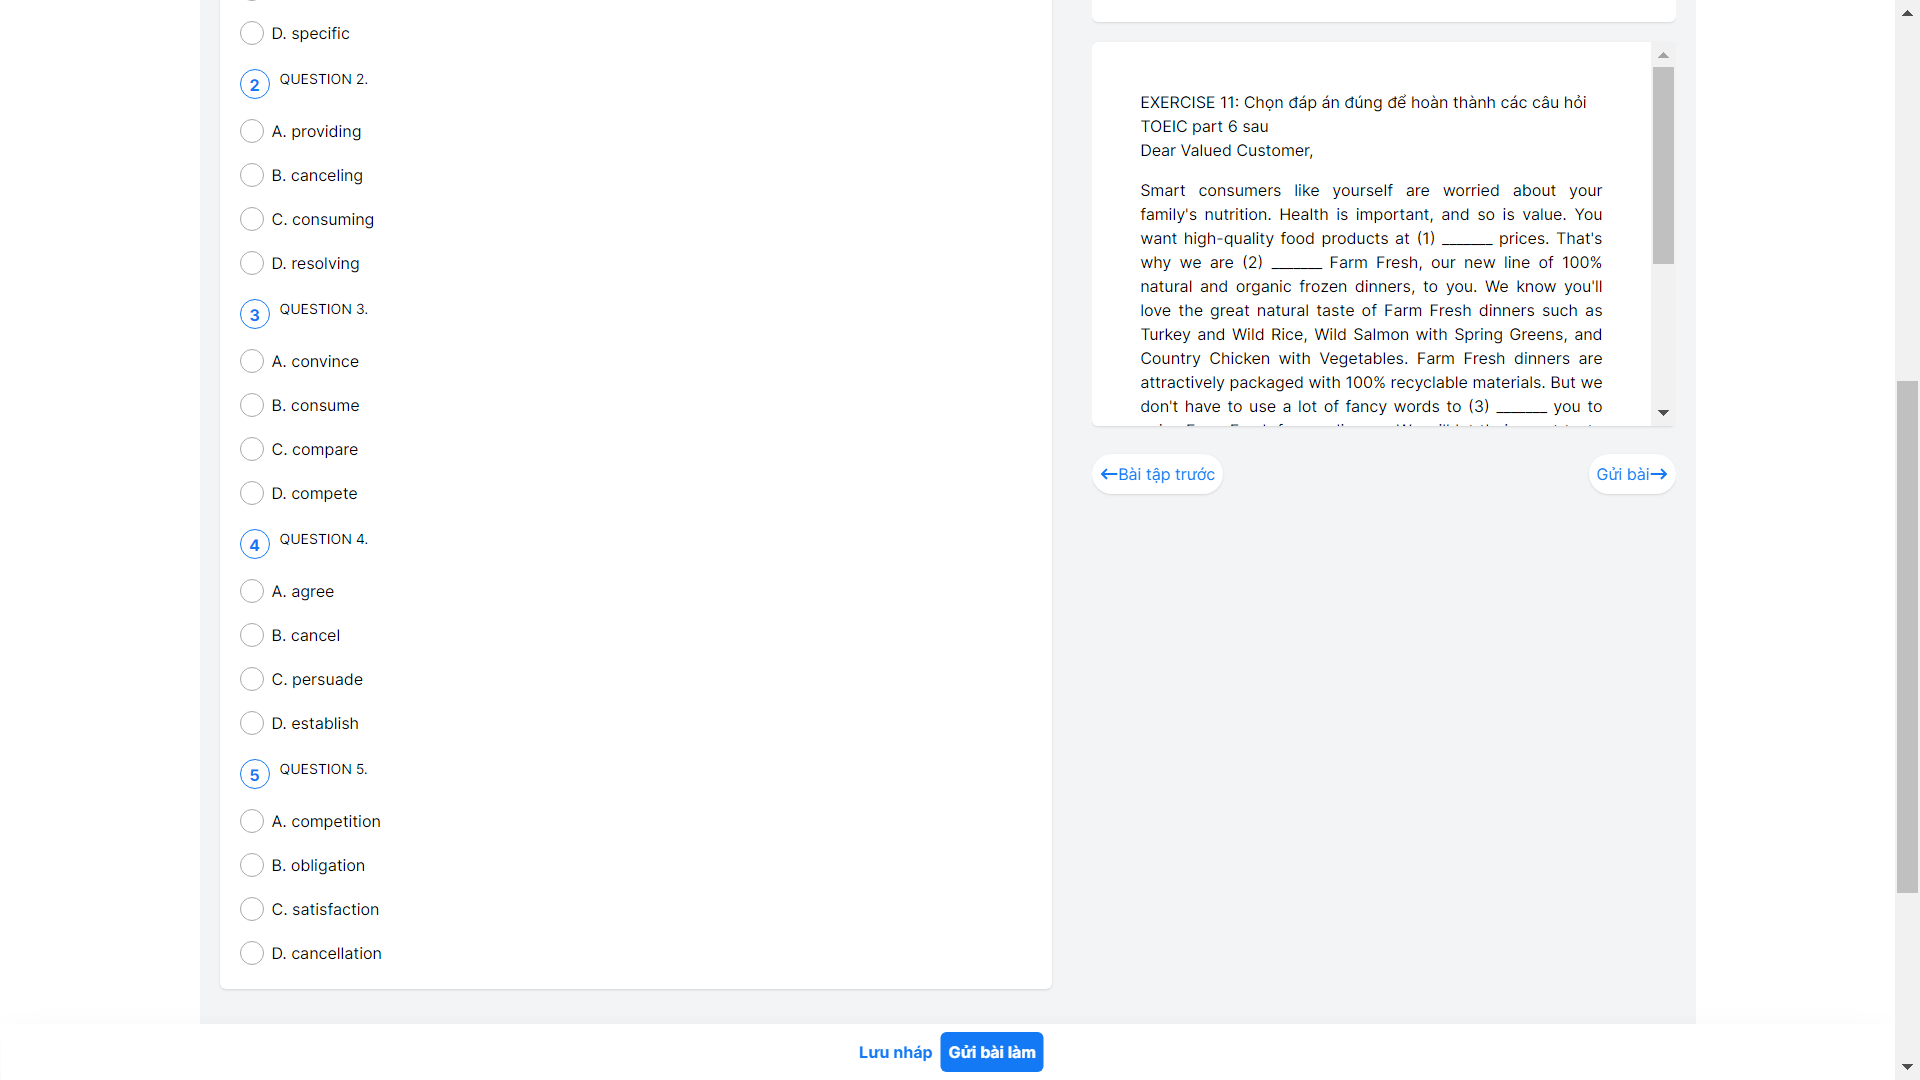 D. specific
2 QUESTION 2.
A. providing
B. canceling
C. consuming
D. resolving
3 QUESTION 3.
A. convince
B. consume
C. compare
D. compete
4 QUESTION 4.
A. agree
B. cancel
C. persuade
D. establish
5 QUESTION 5.
A. competition
B. obligation
C. satisfaction
D. cancellation
EXERCISE 11: Chọn đáp án đúng để hoàn thành các câu hỏi
TOEIC part 6 sau
Dear Valued Customer,
Smart consumers like yourself are worried about your
family's nutrition. Health is important, and so is value. You
want high-quality food products at (1) _______ prices. That's
why we are (2) _______ Farm Fresh, our new line of 100%
natural and organic frozen dinners, to you. We know you'll
love the great natural taste of Farm Fresh dinners such as
Turkey and Wild Rice, Wild Salmon with Spring Greens, and
Country Chicken with Vegetables. Farm Fresh dinners are
attractively packaged with 100% recyclable materials. But we
don't have to use a lot of fancy words to (3) _______ you to
←Bài tập trước
Gửi bài→
Lưu nháp
Gửi bài làm